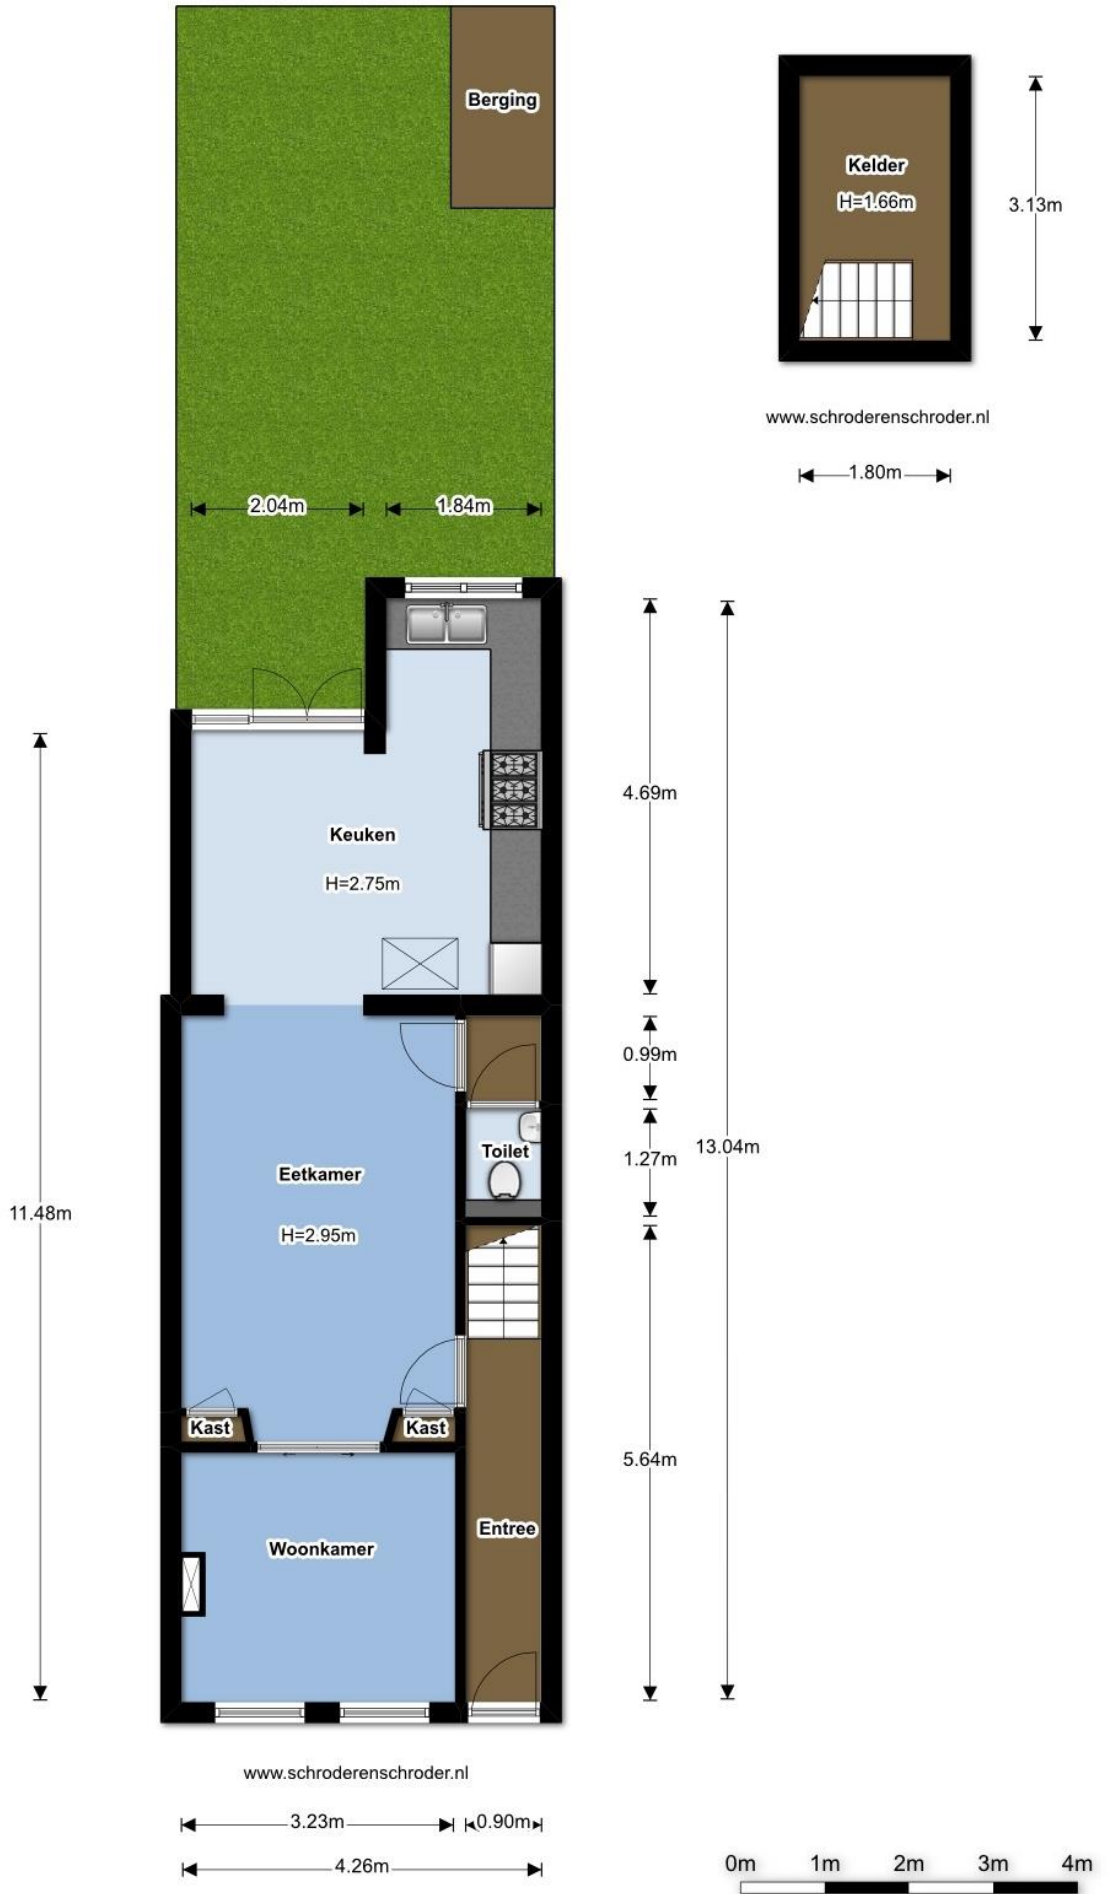 Berging
Kelder
H=1.66m
3.13m
www.schroderenschroder.nl
1.80m
2.04m
1.84m
4.69m
Keuken
H=2.75m
0.99m
Toilet
1.27m
13.04m
Eetkamer
11.48m
H=2.95m
Kast
Kast
5.64m
Entree
Woonkamer
www.schroderenschroder.nl
3.23m
0.90m
4.26m
0m 1m 2m 3m 4m